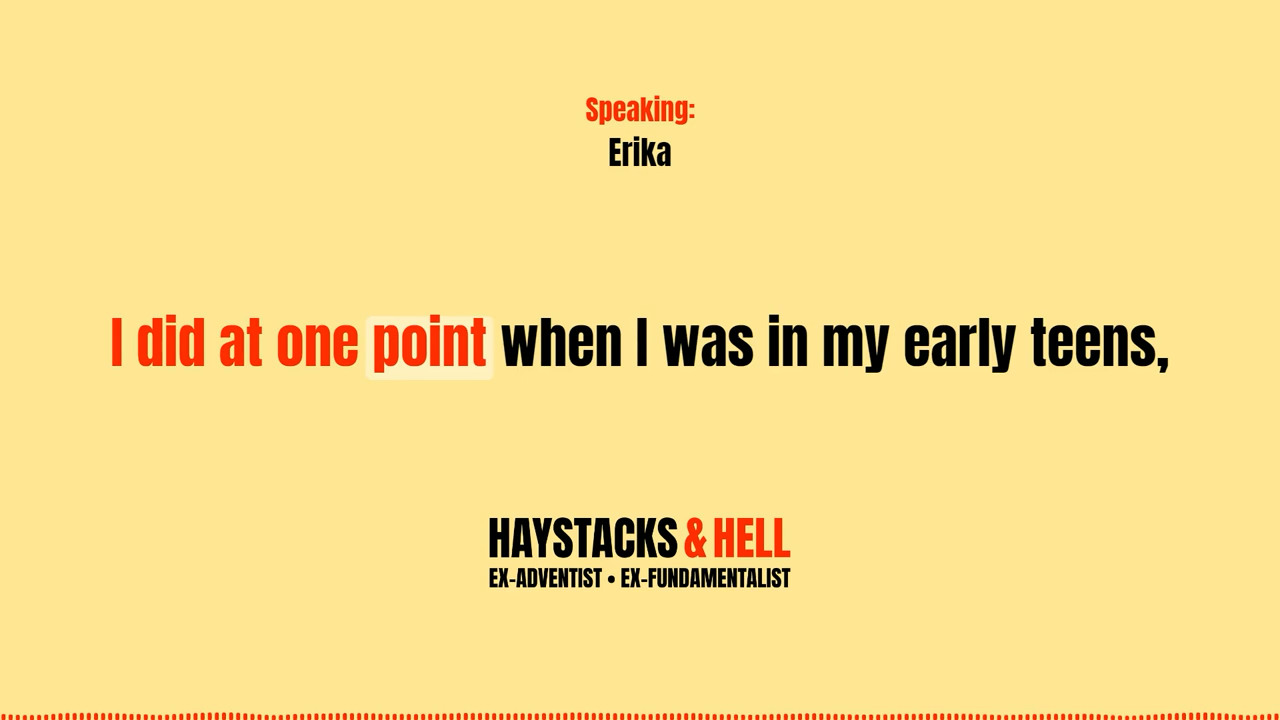 Speaking:
Erika
I did at one point when I was in my early teens,
HAYSTACKS & HELL
EX-ADVENTIST • EX-FUNDAMENTALIST